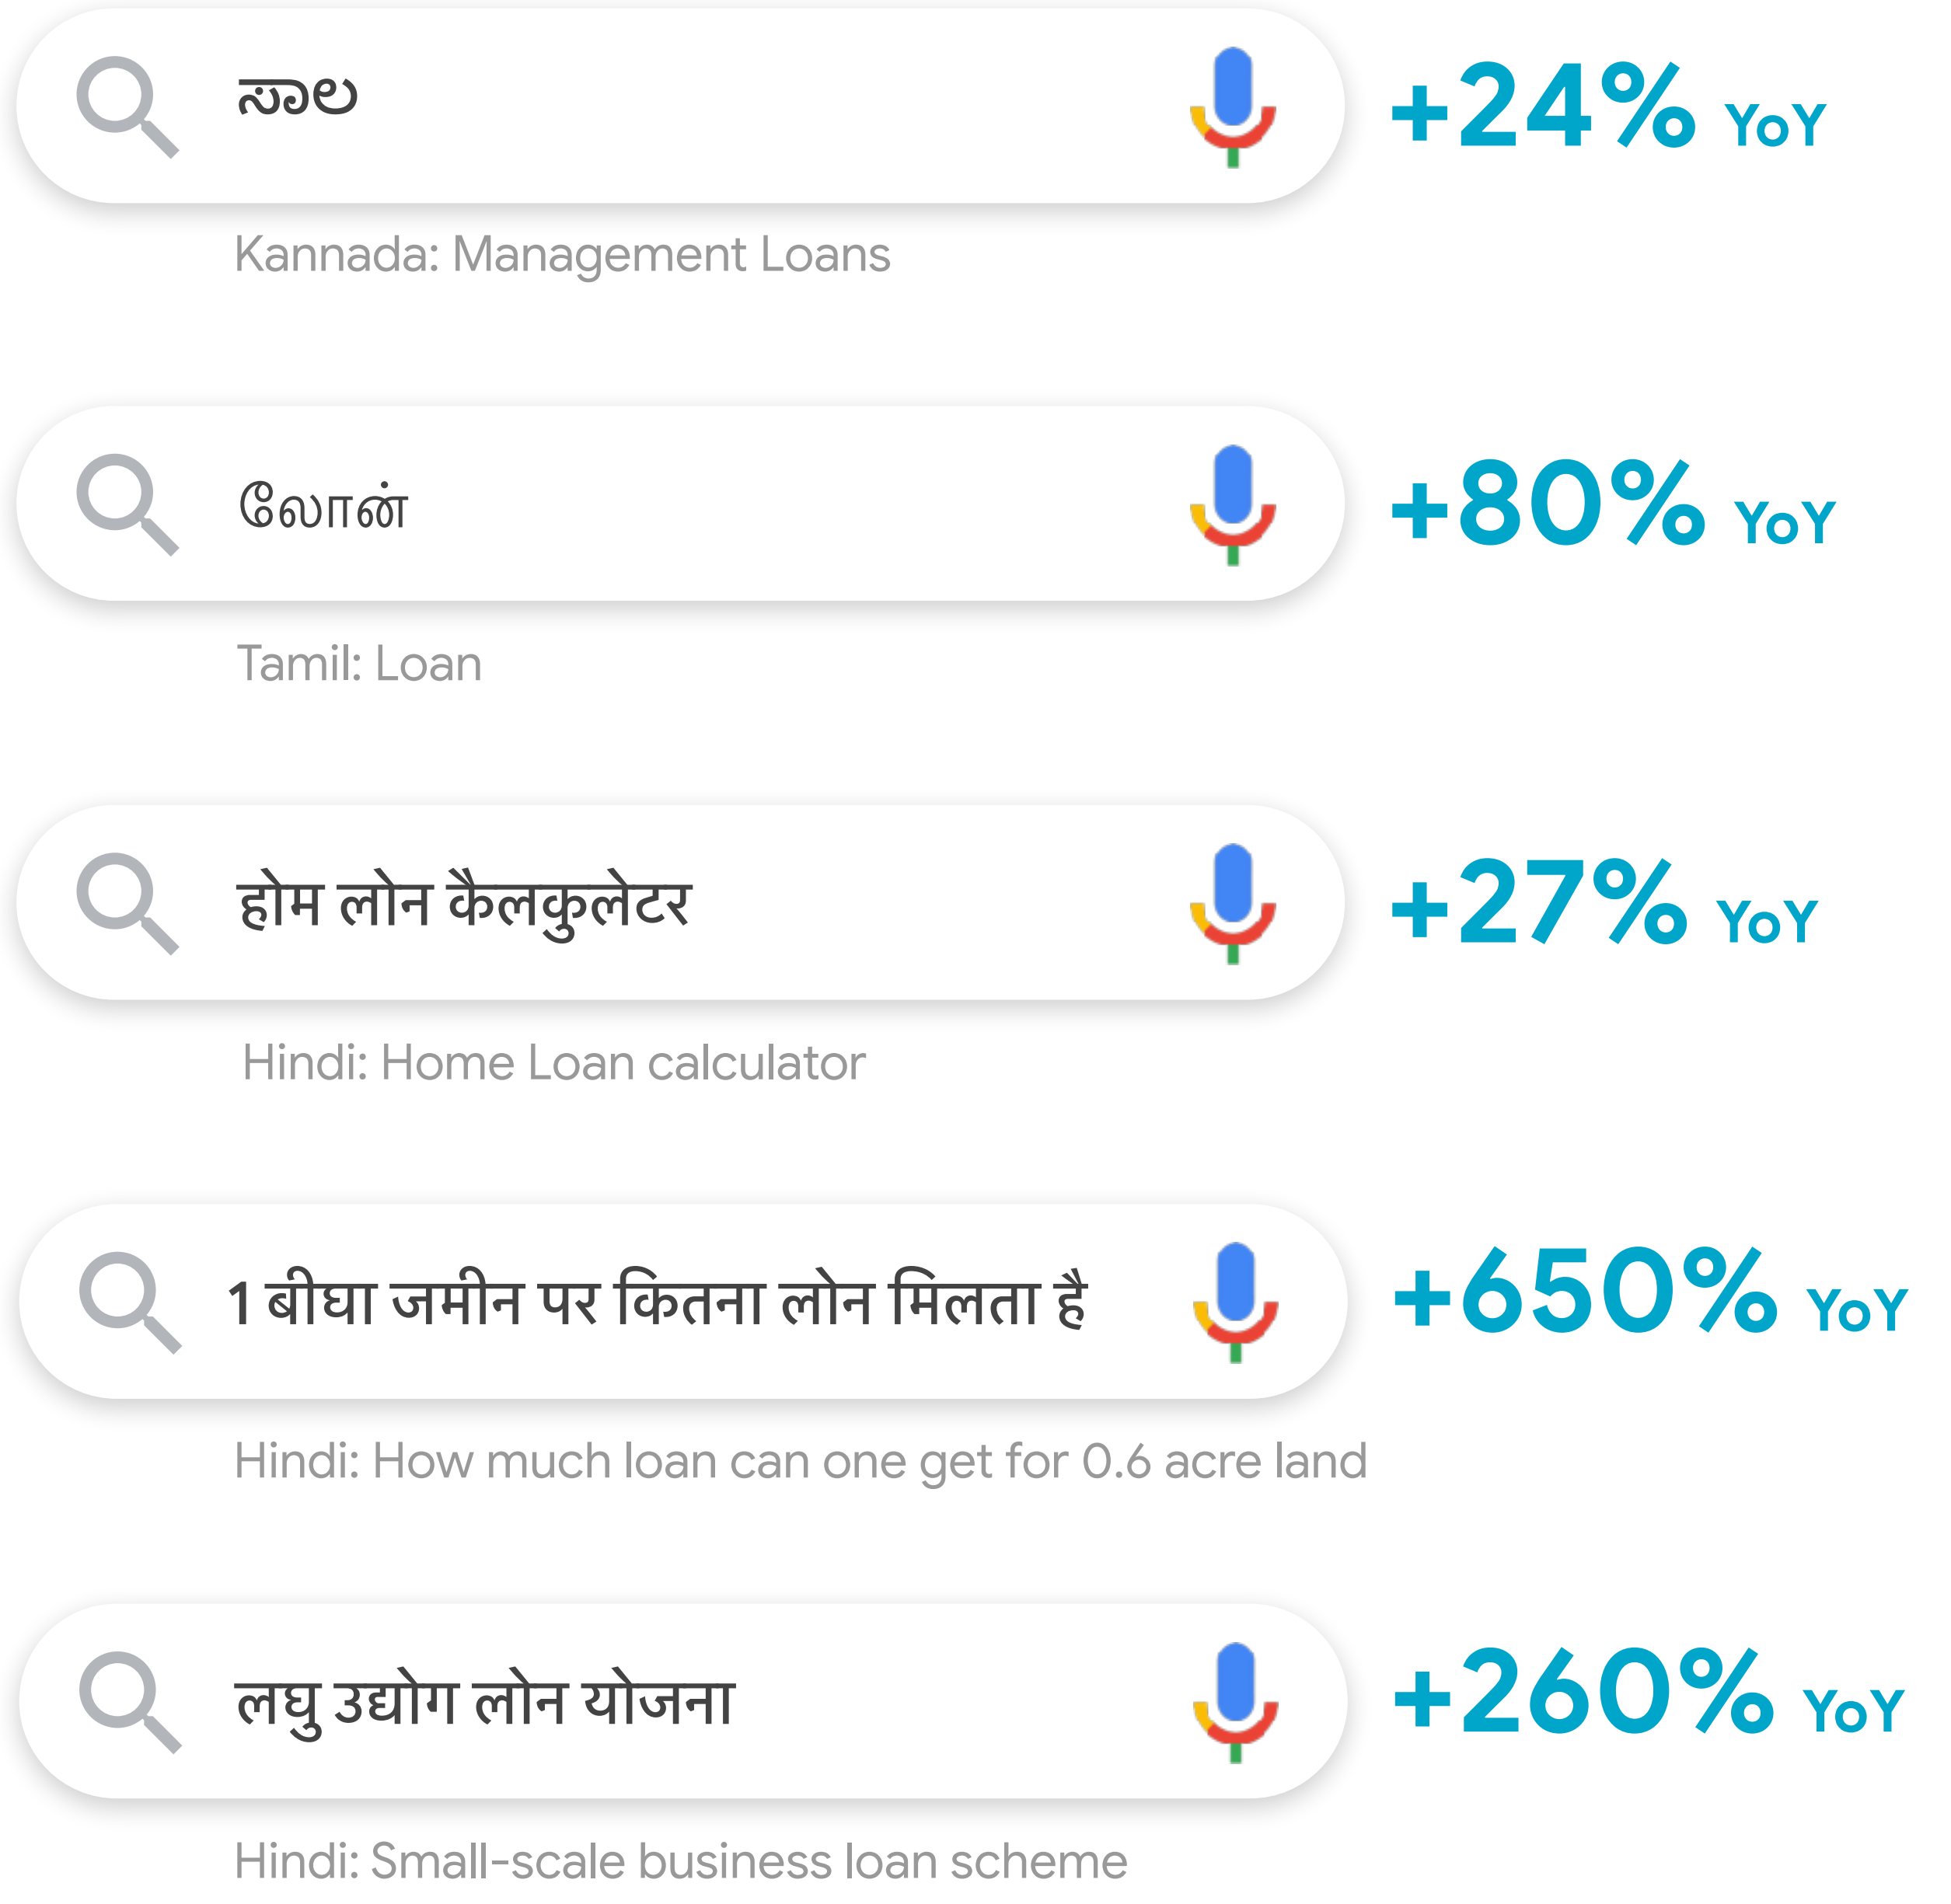 ಸಾಲ
+24% YoY
Kannada: Management Loans
லோன்
+80% YoY
Tamil: Loan
होम लोन कैलकुलेटर
+27% YoY
Hindi: Home Loan calculator
1 बीघा जमीन पर कितना लोन मिलता है
+650% YoY
Hindi: How much loan can one get for 0.6 acre land
लघु उद्योग लोन योजना
+260% YoY
Hindi: Small-scale business loan scheme